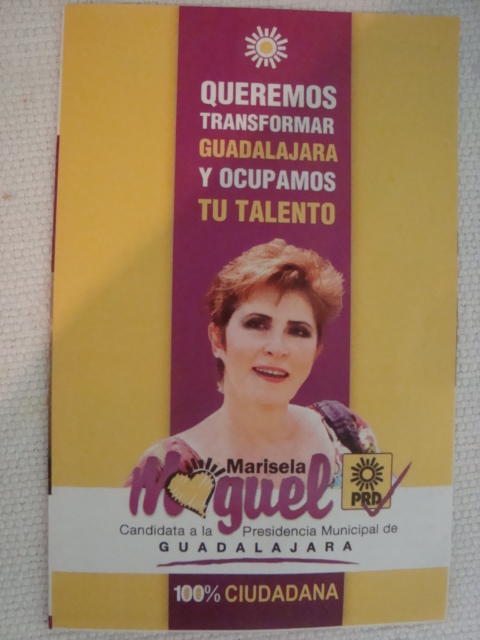 QUEREMOS
TRANSFORMAR
GUADALAJARA
Y OCUPAMOS
TU TALENTO
Marisela
Moguel
PRD
Candidata a la Presidencia Municipal de
GUADALAJARA
100% CIUDADANA